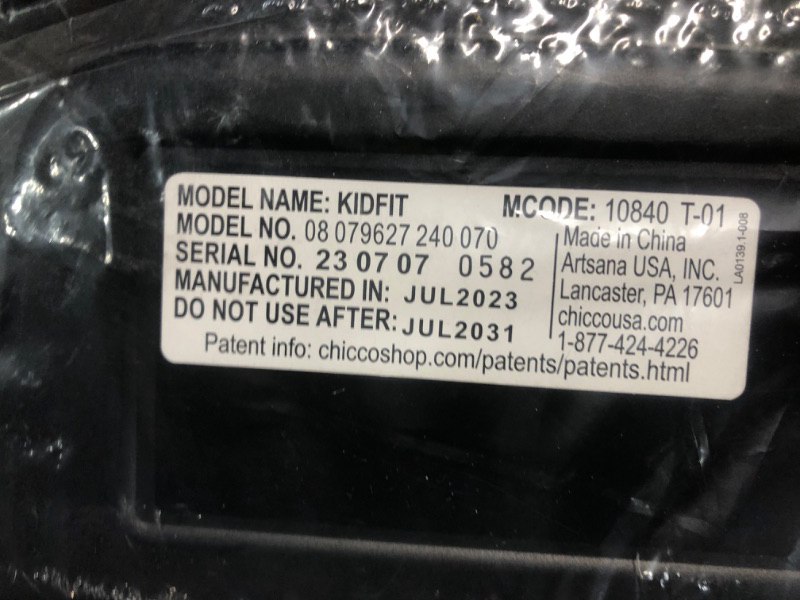 MODEL NAME: KIDFIT MCODE: 10840 T-01
MODEL NO. 08 079627 240 070
SERIAL NO. 23 07 07 0582
MANUFACTURED IN: JUL2023
DO NOT USE AFTER: JUL2031
Made in China
Artsana USA, INC.
Lancaster, PA 17601
chiccousa.com
1-877-424-4226
Patent info: chiccoshop.com/patents/patents.html
LA0139.1-008